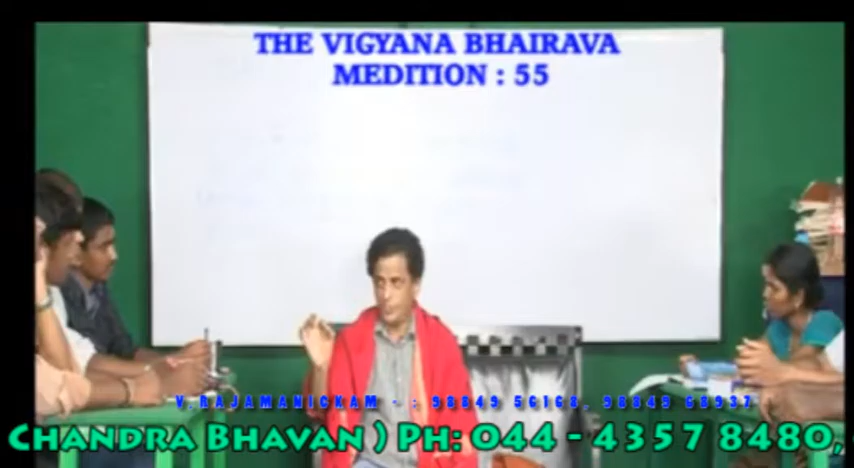 THE VIGYANA BHAIRAVA
MEDITION : 55
V.RAJAMANICKAM - : 98849 56168, 98849 68937
CHANDRA BHAVAN ) PH: 044 - 4357 8480,